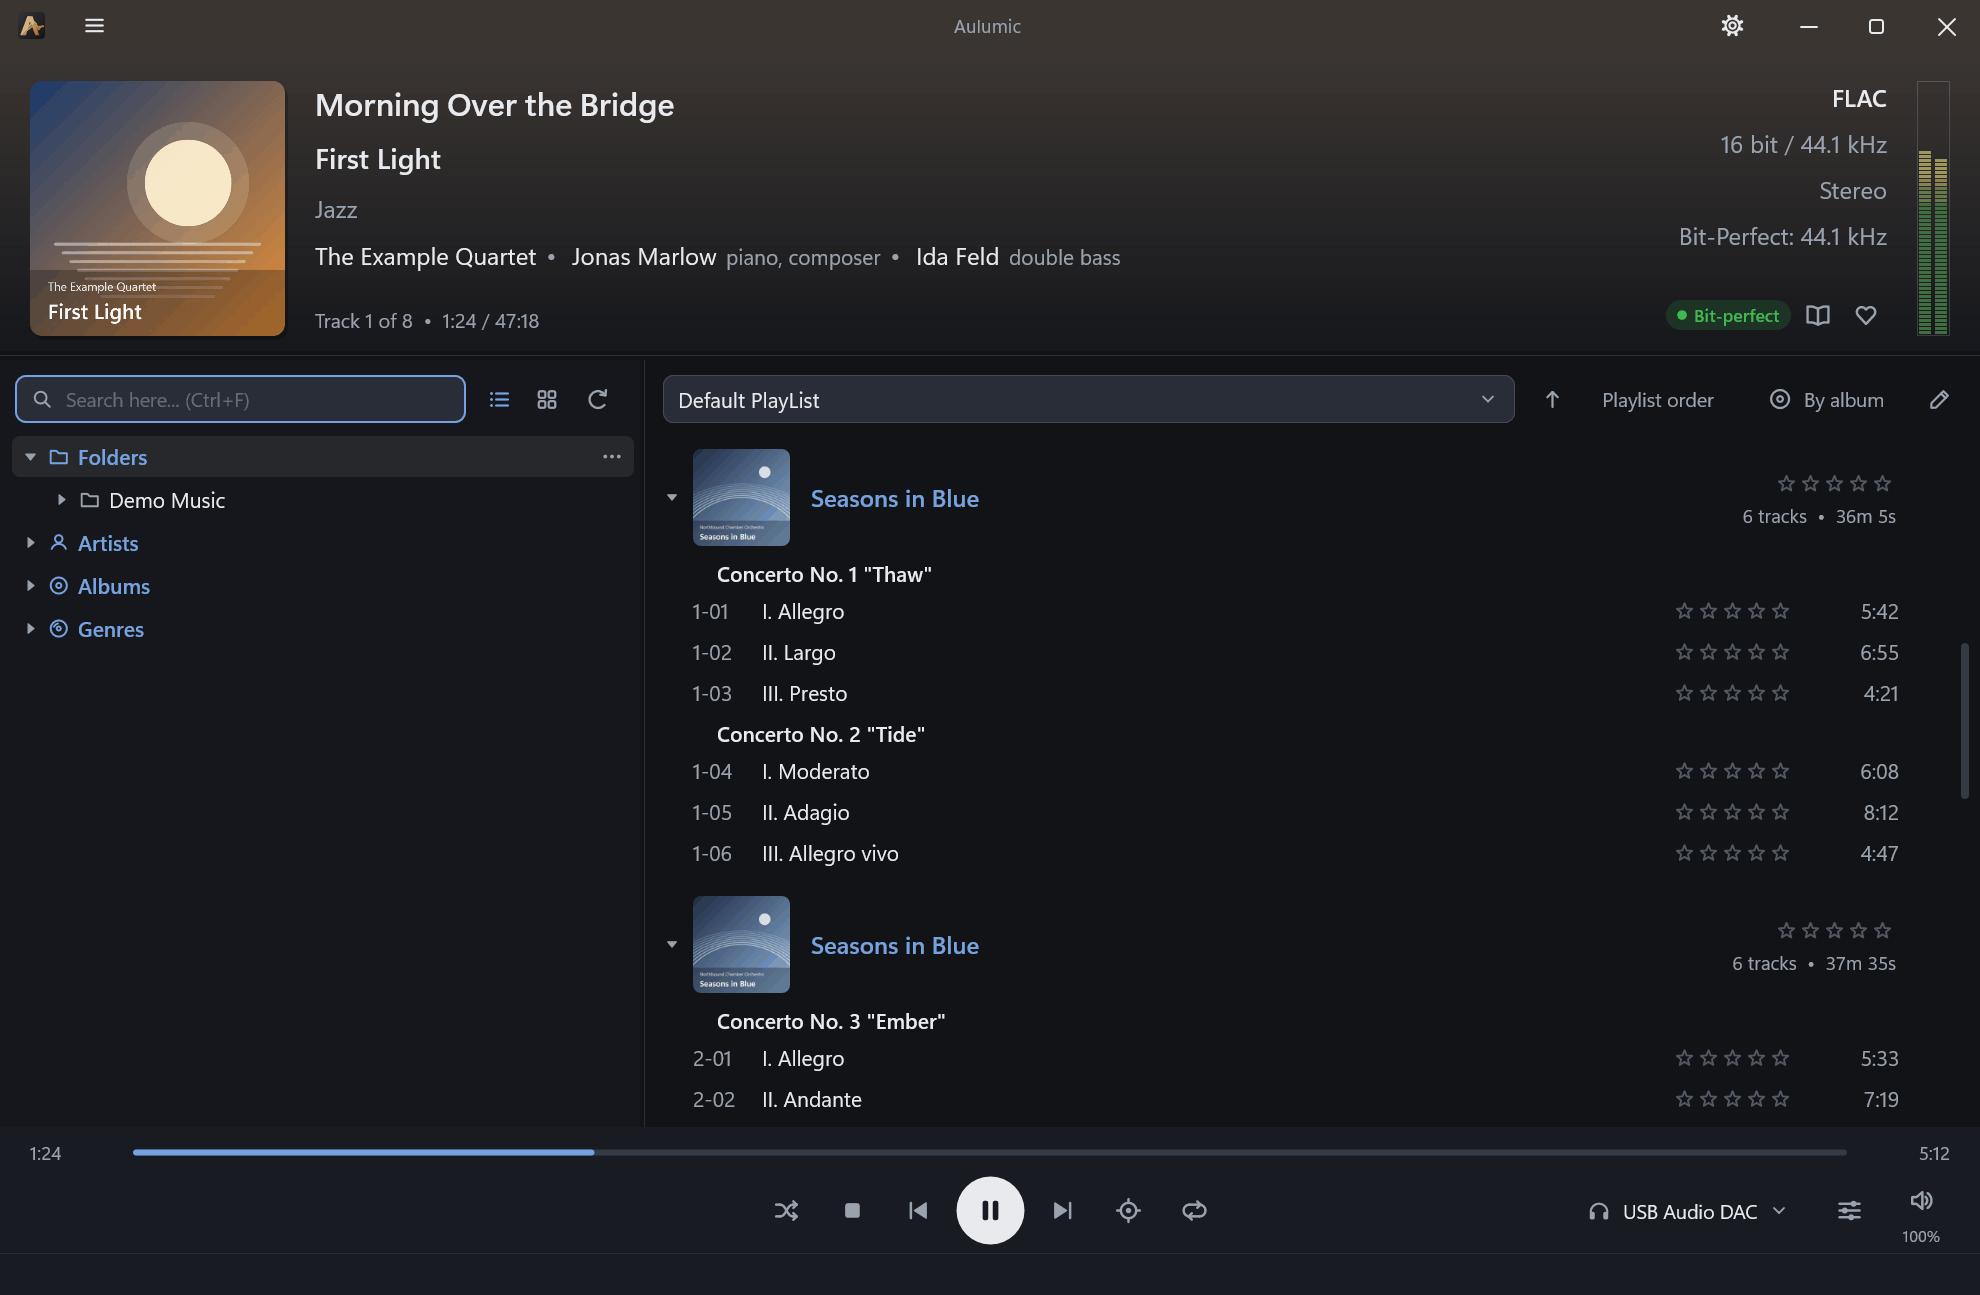 Aulumic
Morning Over the Bridge
First Light
Jazz
The Example Quartet • Jonas Marlow piano, composer • Ida Feld double bass
Track 1 of 8 • 1:24 / 47:18
The Example Quartet
First Light
FLAC
16 bit / 44.1 kHz
Stereo
Bit-Perfect: 44.1 kHz
Bit-perfect
Search here... (Ctrl+F)
Folders
Demo Music
Artists
Albums
Genres
Default PlayList
Playlist order
By album
Northbound Chamber Orchestra
Seasons in Blue
Seasons in Blue
6 tracks • 36m 5s
Concerto No. 1 "Thaw"
1-01 I. Allegro 5:42
1-02 II. Largo 6:55
1-03 III. Presto 4:21
Concerto No. 2 "Tide"
1-04 I. Moderato 6:08
1-05 II. Adagio 8:12
1-06 III. Allegro vivo 4:47
Northbound Chamber Orchestra
Seasons in Blue
Seasons in Blue
6 tracks • 37m 35s
Concerto No. 3 "Ember"
2-01 I. Allegro 5:33
2-02 II. Andante 7:19
1:24
5:12
USB Audio DAC
100%